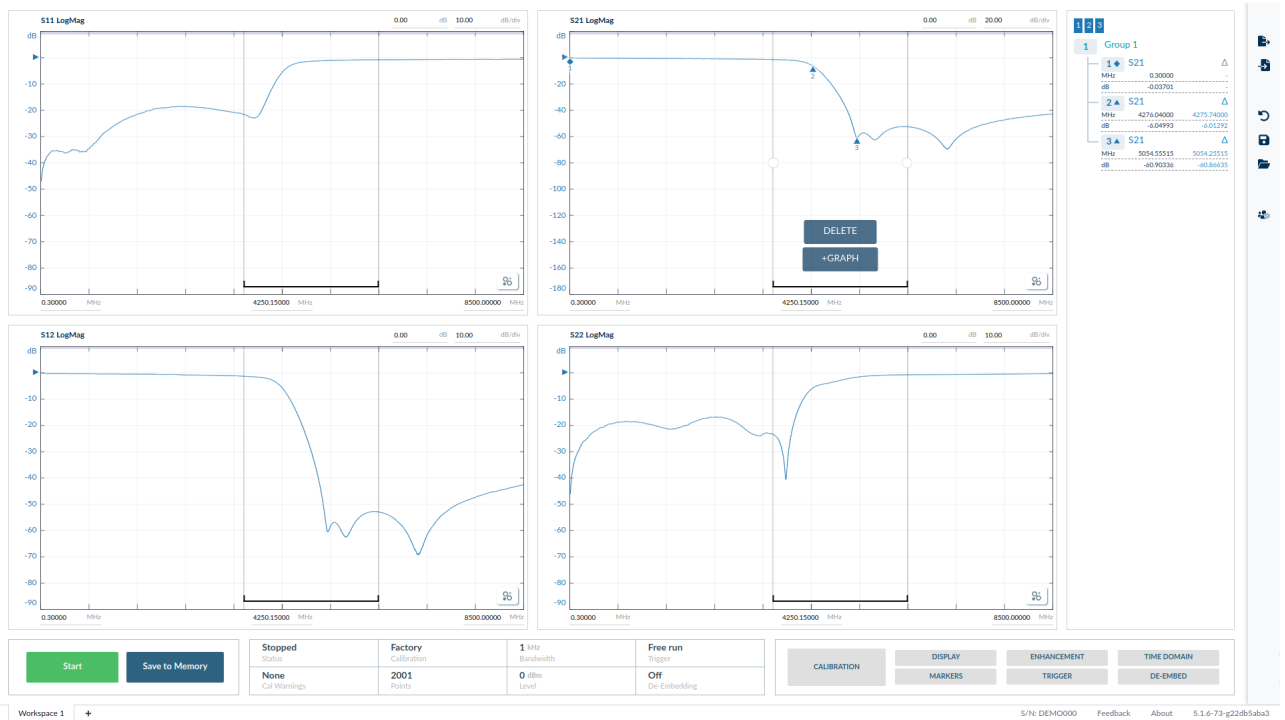 S11 LogMag 0.00 dB 10.00 dB/div
dB
-10
-20
-30
-40
-50
-60
-70
-80
-90
0.30000 MHz 4250.15000 MHz 8500.00000 MHz
S21 LogMag 0.00 dB 20.00 dB/div
dB
-20
-40
-60
-80
-100
-120
-140
-160
-180
1
2
3
DELETE
+GRAPH
0.30000 MHz 4250.15000 MHz 8500.00000 MHz
S12 LogMag 0.00 dB 10.00 dB/div
dB
-10
-20
-30
-40
-50
-60
-70
-80
-90
0.30000 MHz 4250.15000 MHz 8500.00000 MHz
S22 LogMag 0.00 dB 10.00 dB/div
dB
-10
-20
-30
-40
-50
-60
-70
-80
-90
0.30000 MHz 4250.15000 MHz 8500.00000 MHz
1 2 3
1 Group 1
1 S21 Δ
MHz 0.30000 -
dB -0.03701 -
2 S21 Δ
MHz 4276.04000 4275.74000
dB -6.04993 -6.01292
3 S21 Δ
MHz 5054.55515 5054.25515
dB -60.90336 -60.86635
Start
Save to Memory
Stopped
Status
None
Cal Warnings
Factory
Calibration
2001
Points
1 kHz
Bandwidth
0 dBm
Level
Free run
Trigger
Off
De-Embedding
CALIBRATION
DISPLAY ENHANCEMENT TIME DOMAIN
MARKERS TRIGGER DE-EMBED
Workspace 1 +
S/N: DEMO000 Feedback About 5.1.6-73-g22db5aba3